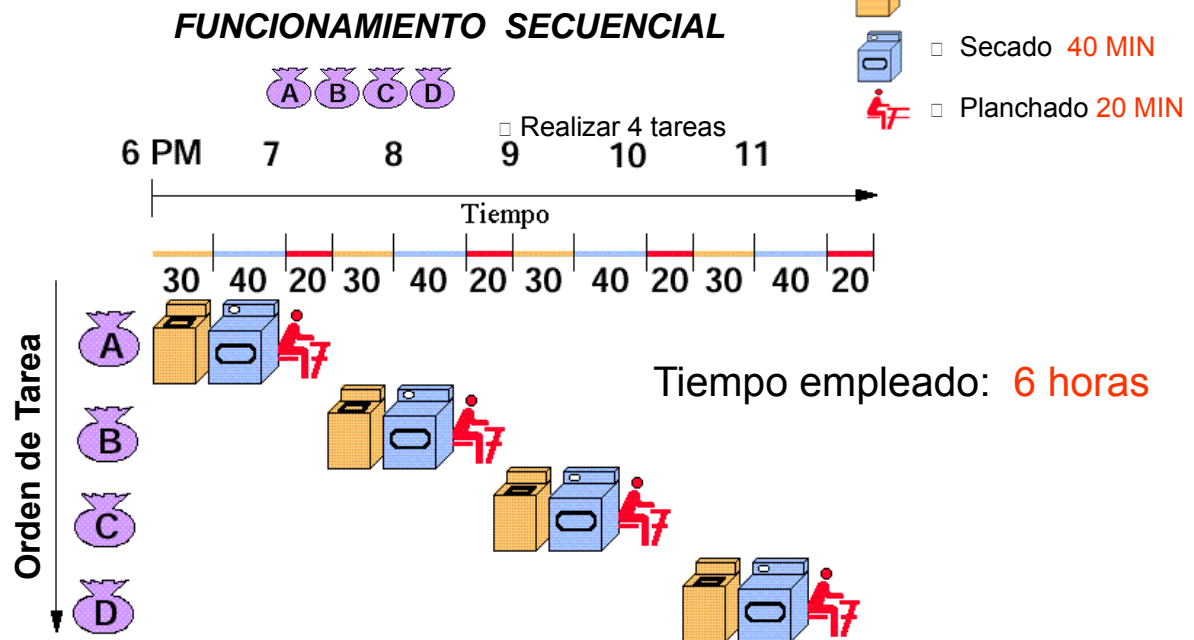 FUNCIONAMIENTO SECUENCIAL
□ Secado 40 MIN
A B C D
□ Planchado 20 MIN
□ Realizar 4 tareas
6 PM 7 8 9 10 11
Tiempo
30 40 20 30 40 20 30 40 20 30 40 20
Orden de Tarea
A
Tiempo empleado: 6 horas
B
C
D